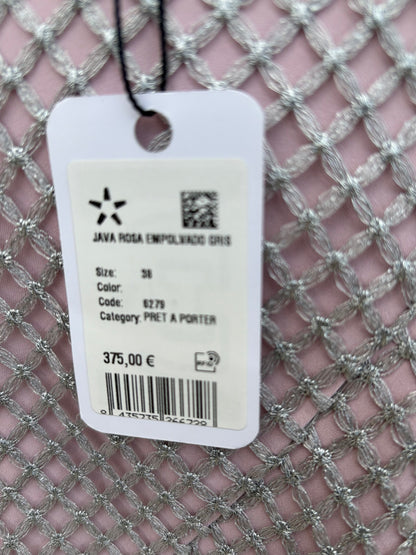 JAVA ROSA EMPOLVADO GRIS
Size: 38
Color:
Code: 6279
Category: PRET A PORTER
375,00 €